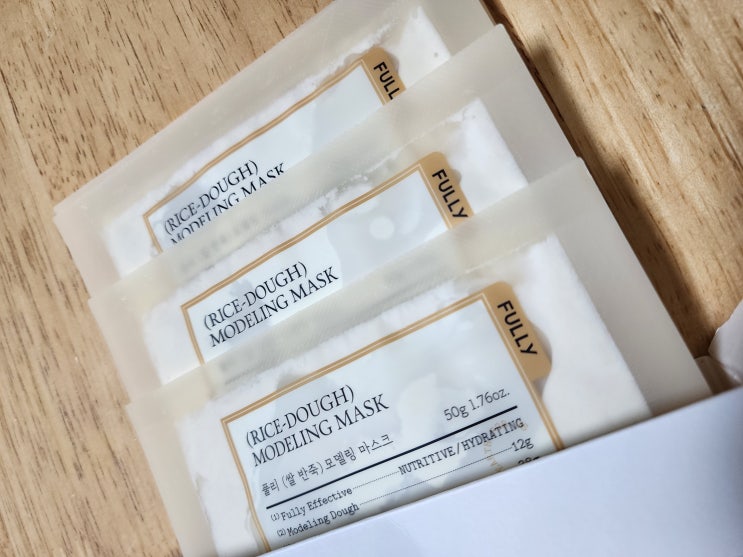 FULLY
(RICE-DOUGH)
MODELING MASK
FULLY
(RICE-DOUGH)
MODELING MASK
FULLY
(RICE-DOUGH)
MODELING MASK
50g 1.76oz.
풀리 (쌀 반죽) 모델링 마스크
NUTRITIVE/HYDRATING
(1) Fully Effective 12g
(2) Modeling Dough